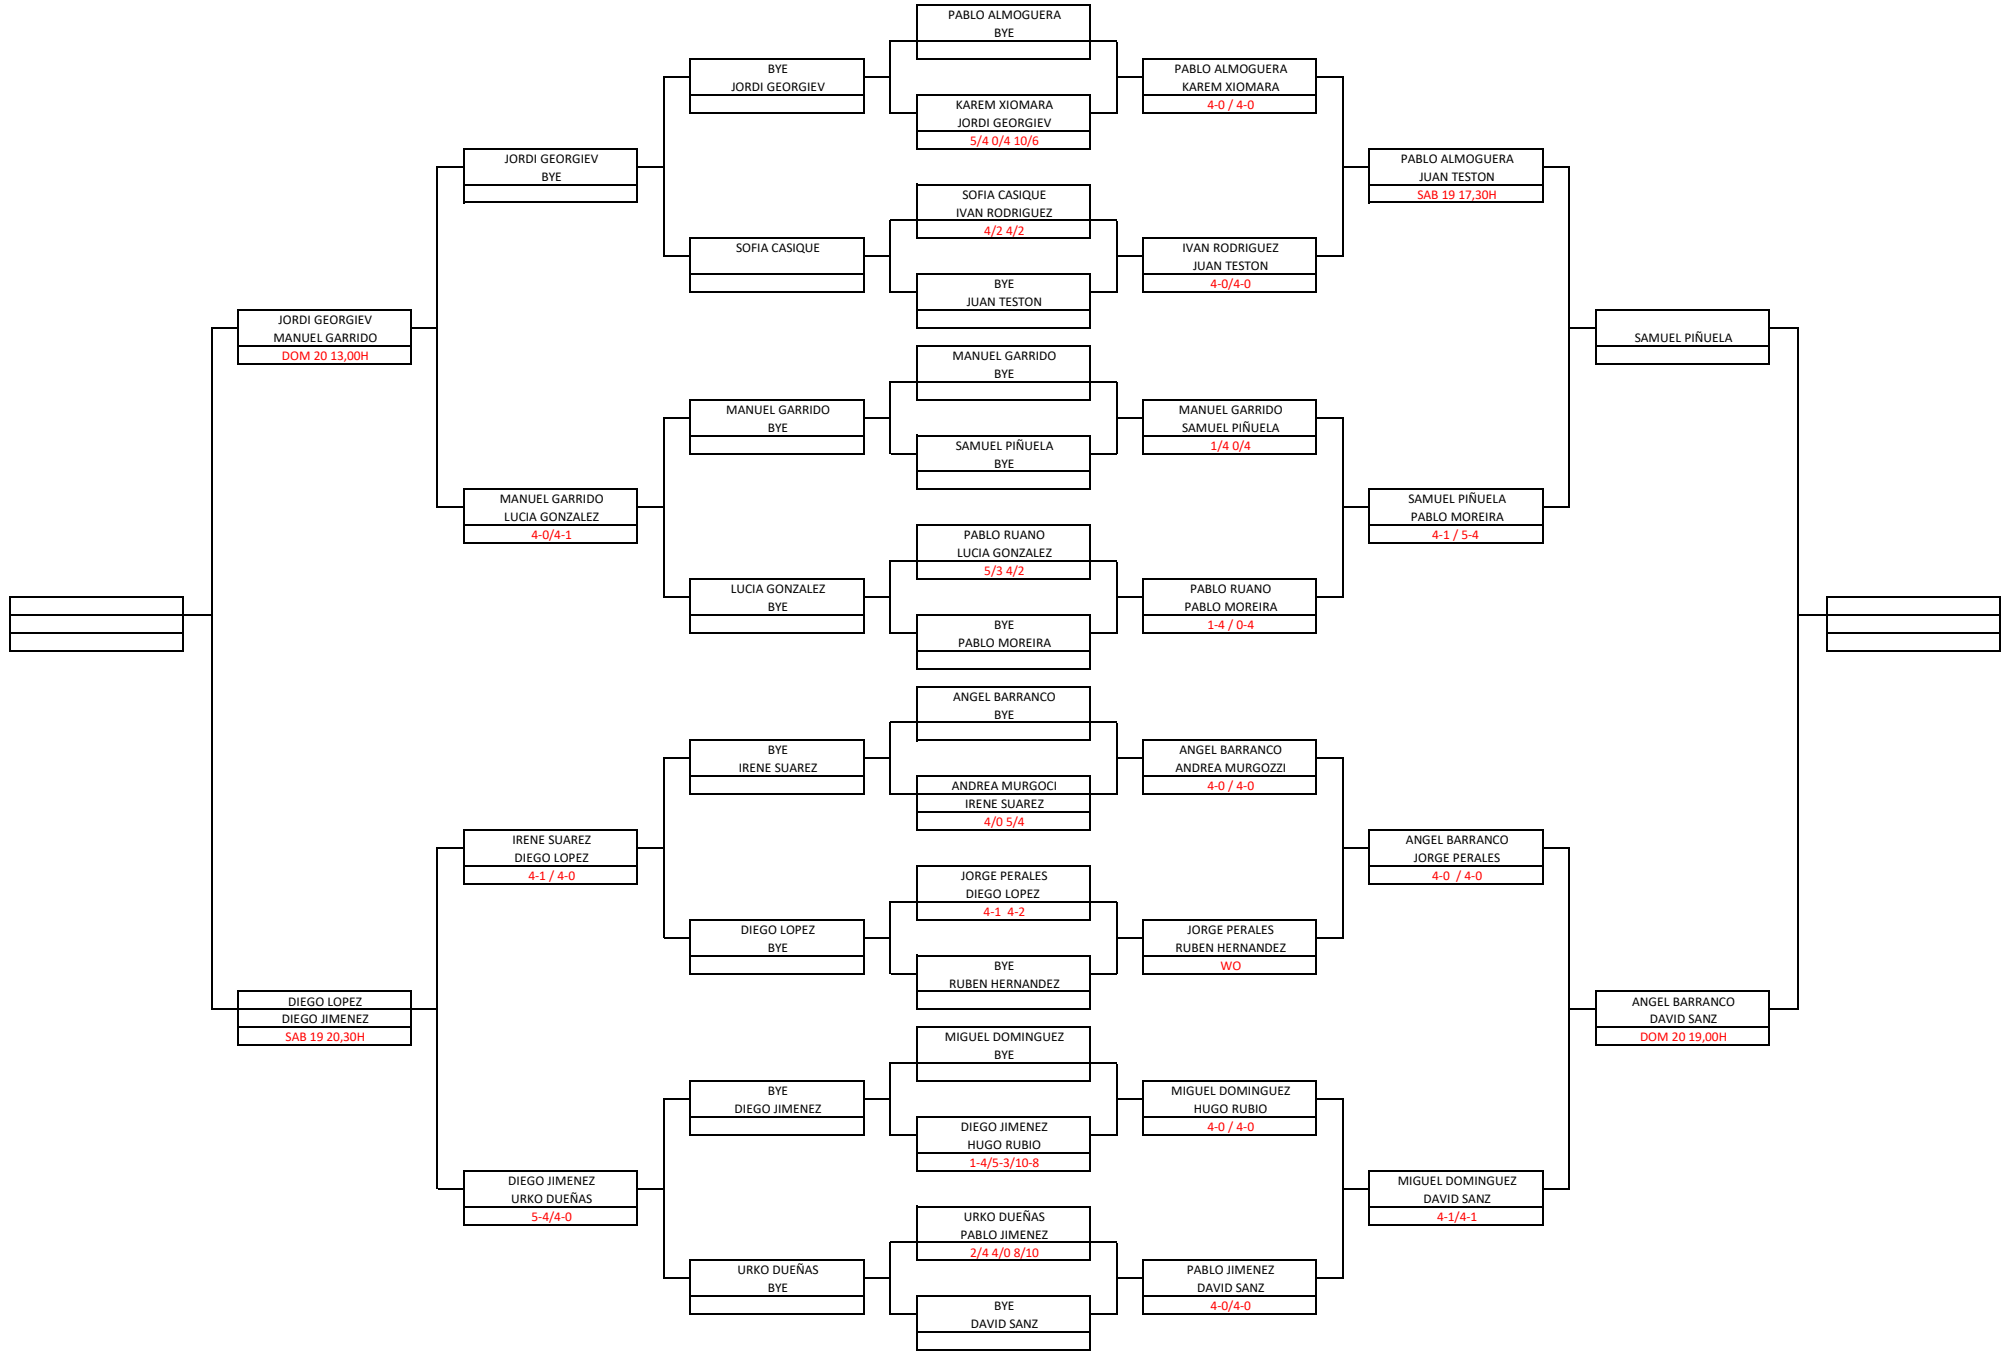 PABLO ALMOGUERA
BYE
BYE
JORDI GEORGIEV
PABLO ALMOGUERA
KAREM XIOMARA
4-0 / 4-0
KAREM XIOMARA
JORDI GEORGIEV
5/4 0/4 10/6
JORDI GEORGIEV
BYE
PABLO ALMOGUERA
JUAN TESTON
SAB 19 17,30H
SOFIA CASIQUE
IVAN RODRIGUEZ
4/2 4/2
SOFIA CASIQUE
IVAN RODRIGUEZ
JUAN TESTON
4-0/4-0
BYE
JUAN TESTON
JORDI GEORGIEV
MANUEL GARRIDO
DOM 20 13,00H
SAMUEL PIÑUELA
MANUEL GARRIDO
BYE
MANUEL GARRIDO
BYE
MANUEL GARRIDO
SAMUEL PIÑUELA
1/4 0/4
SAMUEL PIÑUELA
BYE
MANUEL GARRIDO
LUCIA GONZALEZ
4-0/4-1
SAMUEL PIÑUELA
PABLO MOREIRA
4-1 / 5-4
PABLO RUANO
LUCIA GONZALEZ
5/3 4/2
LUCIA GONZALEZ
BYE
PABLO RUANO
PABLO MOREIRA
1-4 / 0-4
BYE
PABLO MOREIRA
ANGEL BARRANCO
BYE
BYE
IRENE SUAREZ
ANGEL BARRANCO
ANDREA MURGOZZI
4-0 / 4-0
ANDREA MURGOCI
IRENE SUAREZ
4/0 5/4
IRENE SUAREZ
DIEGO LOPEZ
4-1 / 4-0
ANGEL BARRANCO
JORGE PERALES
4-0 / 4-0
JORGE PERALES
DIEGO LOPEZ
4-1 4-2
DIEGO LOPEZ
BYE
JORGE PERALES
RUBEN HERNANDEZ
WO
BYE
RUBEN HERNANDEZ
DIEGO LOPEZ
DIEGO JIMENEZ
SAB 19 20,30H
ANGEL BARRANCO
DAVID SANZ
DOM 20 19,00H
MIGUEL DOMINGUEZ
BYE
BYE
DIEGO JIMENEZ
MIGUEL DOMINGUEZ
HUGO RUBIO
4-0 / 4-0
DIEGO JIMENEZ
HUGO RUBIO
1-4/5-3/10-8
DIEGO JIMENEZ
URKO DUEÑAS
5-4/4-0
MIGUEL DOMINGUEZ
DAVID SANZ
4-1/4-1
URKO DUEÑAS
PABLO JIMENEZ
2/4 4/0 8/10
URKO DUEÑAS
BYE
PABLO JIMENEZ
DAVID SANZ
4-0/4-0
BYE
DAVID SANZ